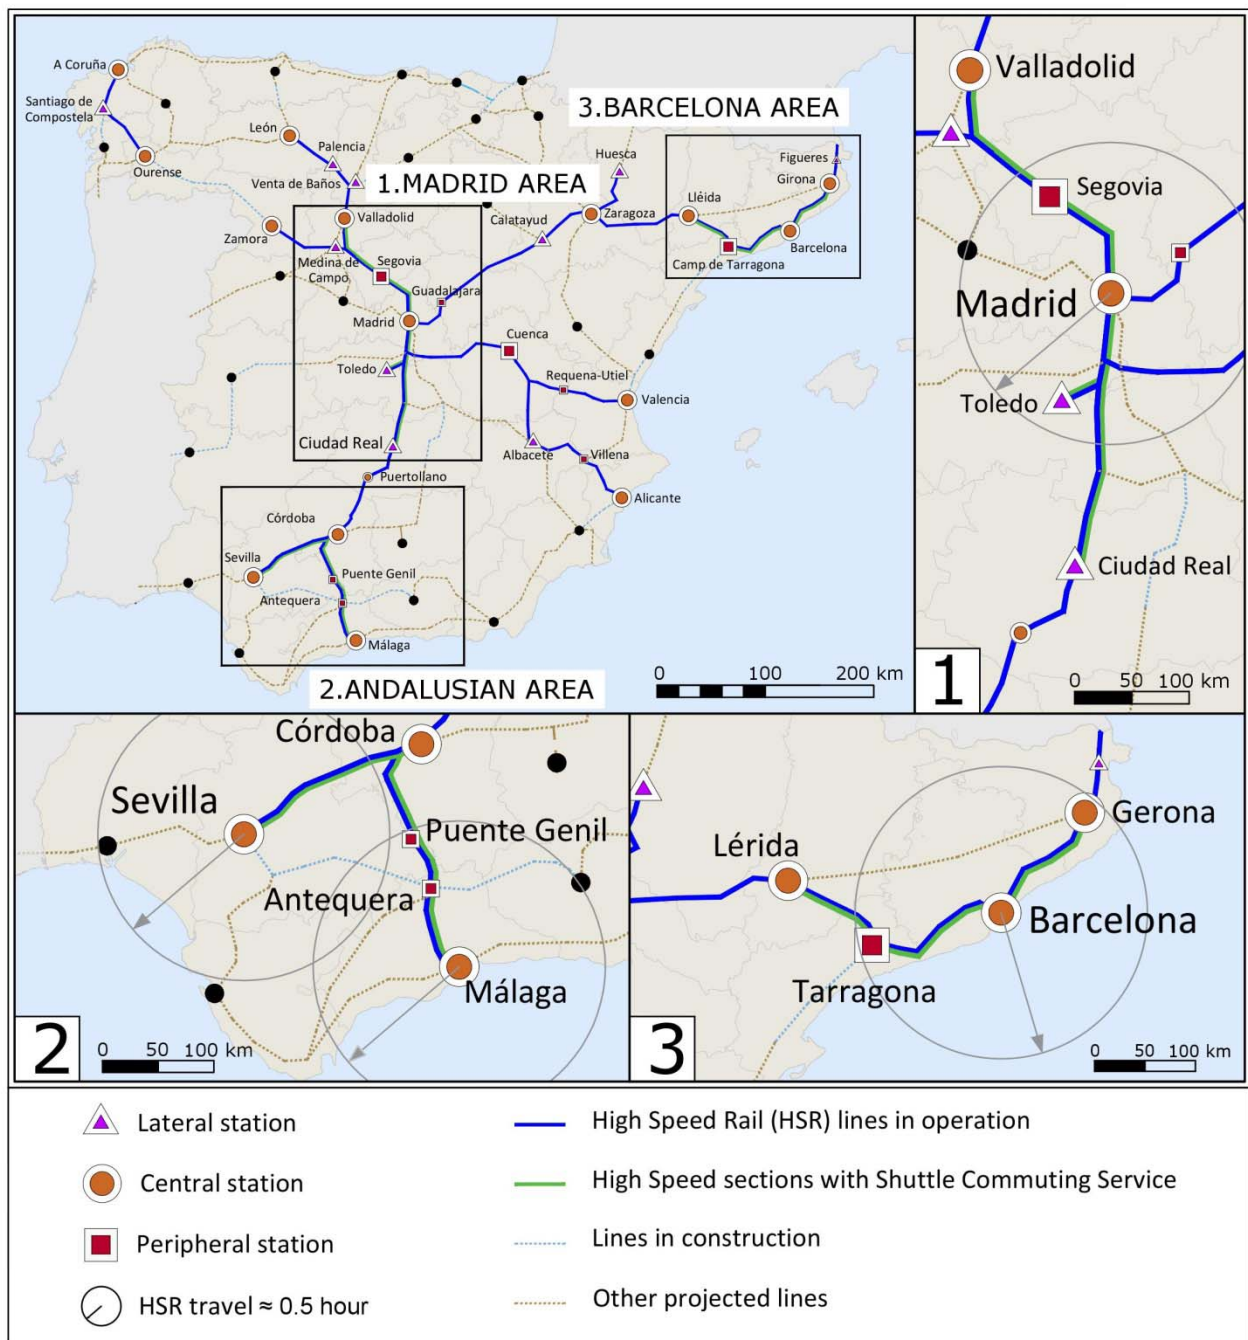 A Coruña
Santiago de
Compostela
Ourense
León
Palencia
Venta de Baños
Zamora
Valladolid
Medina de
Campo
Segovia
Guadalajara
Madrid
Toledo
Ciudad Real
Puertollano
Córdoba
Sevilla
Puente Genil
Antequera
Málaga
1.MADRID AREA
2.ANDALUSIAN AREA
3.BARCELONA AREA
Huesca
Zaragoza
Calatayud
Lléida
Camp de Tarragona
Barcelona
Girona
Figueres
Cuenca
Requena-Utiel
Valencia
Albacete
Villena
Alicante
0 100 200 km
Valladolid
Segovia
Madrid
Toledo
Ciudad Real
1
0 50 100 km
Córdoba
Sevilla
Puente Genil
Antequera
Málaga
2
0 50 100 km
Gerona
Lérida
Barcelona
Tarragona
3
0 50 100 km
Lateral station
Central station
Peripheral station
HSR travel ≈ 0.5 hour
High Speed Rail (HSR) lines in operation
High Speed sections with Shuttle Commuting Service
Lines in construction
Other projected lines